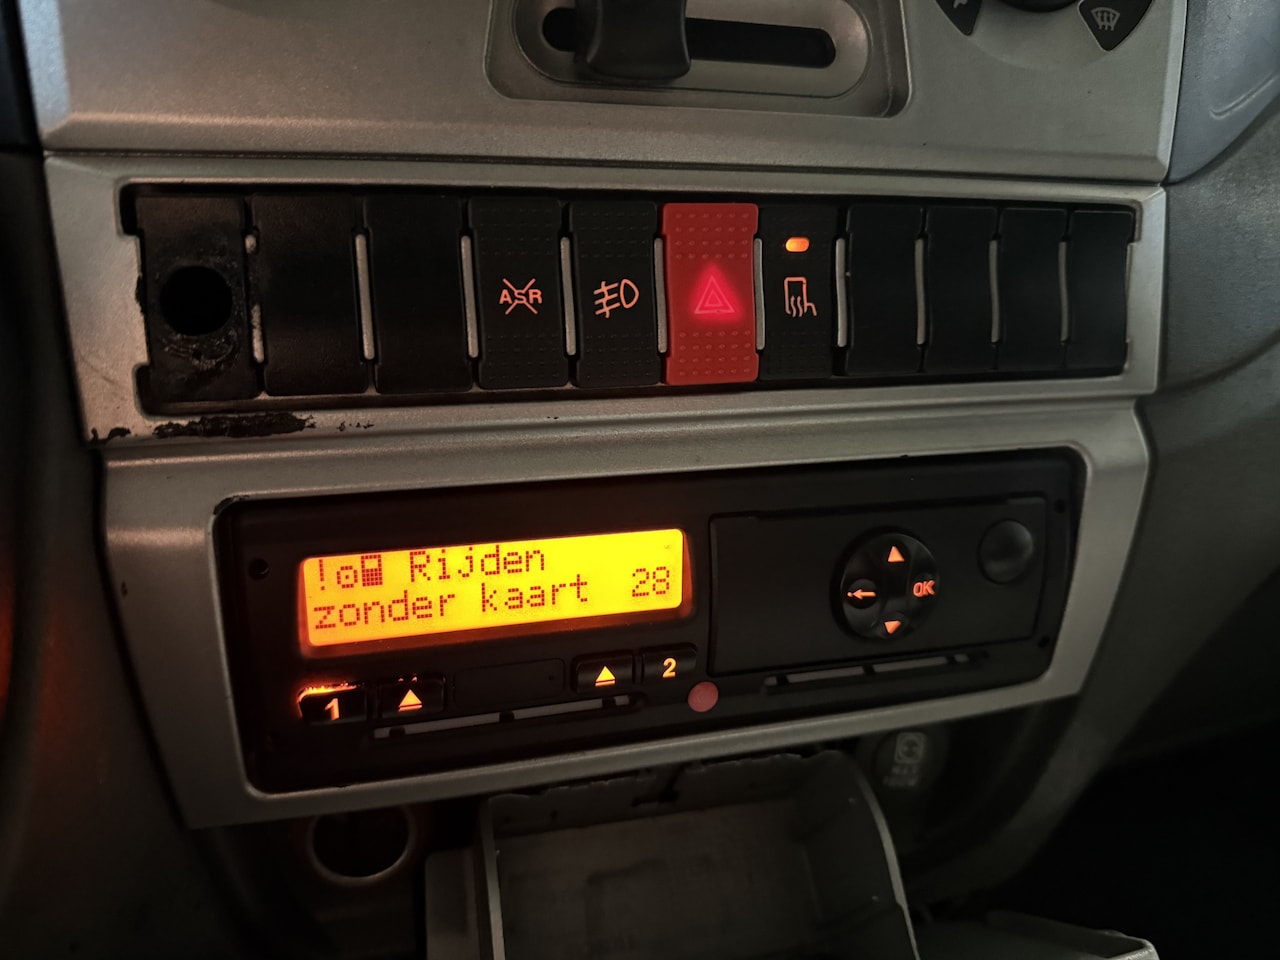 ASR
! Rijden
zonder kaart 28
OK
1
2